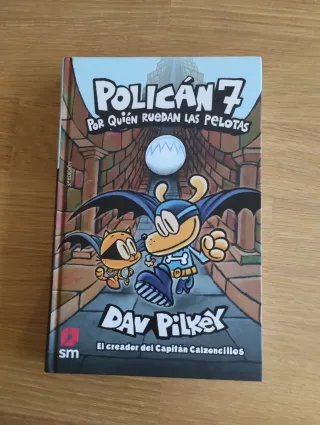 POLICÁN 7
POR QUIÉN RUEDAN LAS PELOTAS
DAV PILKEY
sm
El creador del Capitán Calzoncillos